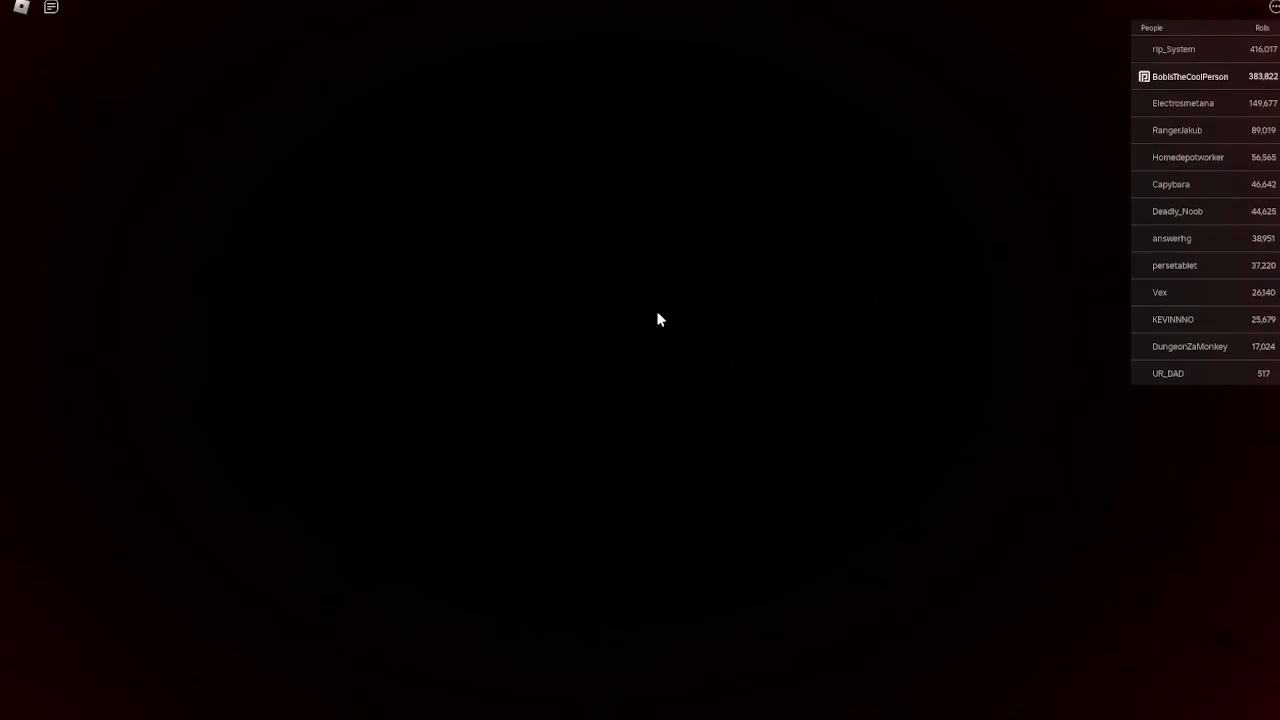 People Rolls
rip_System 416,017
BobIsTheCoolPerson 383,822
Electrosmetana 149,677
RangerJakub 89,019
Homedepotworker 56,565
Capybara 46,642
Deadly_Noob 44,625
answerhg 38,951
persetablet 37,220
Vex 26,140
KEVINNNO 25,679
DungeonZaMonkey 17,024
UR_DAD 517